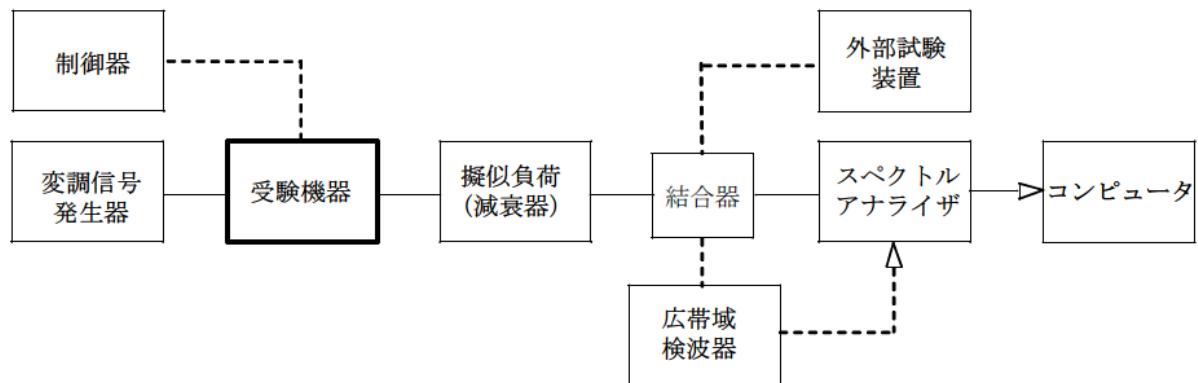 制御器
外部試験
装置
変調信号
発生器
受験機器
擬似負荷
(減衰器)
結合器
スペクトル
アナライザ
コンピュータ
広帯域
検波器